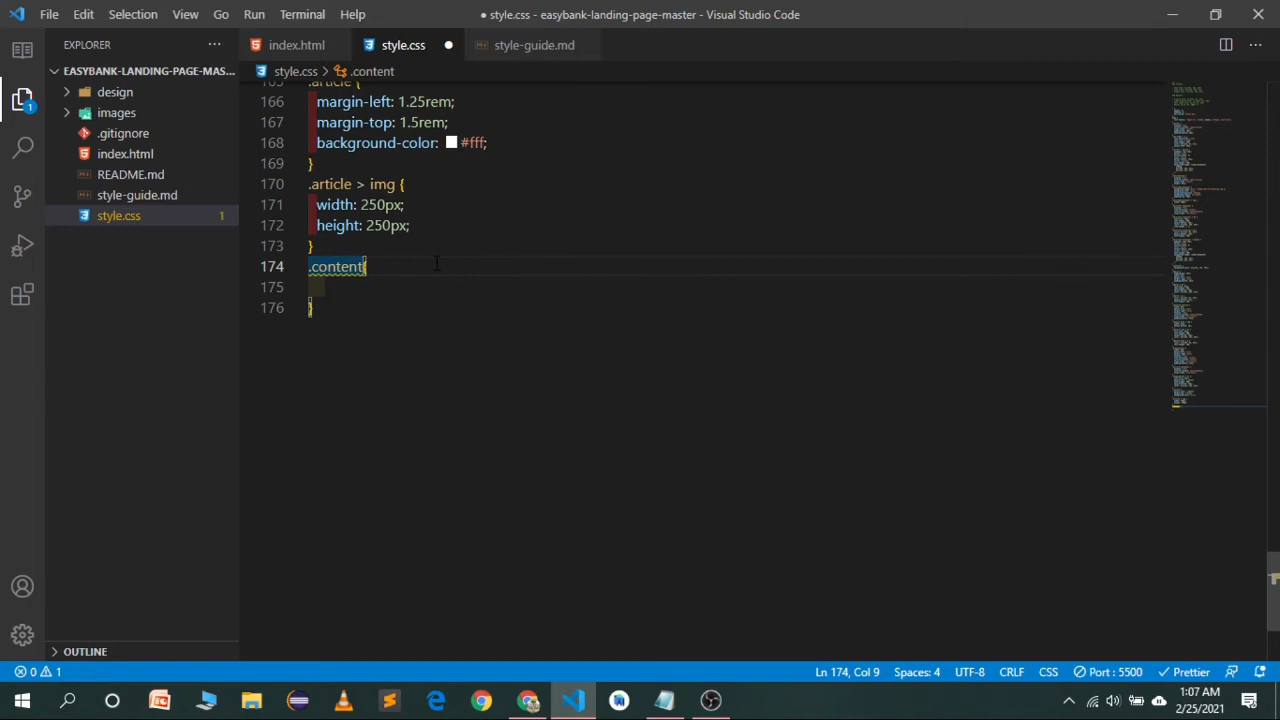 File Edit Selection View Go Run Terminal Help
● style.css - easybank-landing-page-master - Visual Studio Code
EXPLORER
index.html
style.css
style-guide.md
EASYBANK-LANDING-PAGE-MAS...
design
images
.gitignore
index.html
README.md
style-guide.md
style.css 1
OUTLINE
1
style.css > .content
165 .article {
166 margin-left: 1.25rem;
167 margin-top: 1.5rem;
168 background-color: #fff;
169 }
170 .article > img {
171 width: 250px;
172 height: 250px;
173 }
174 .content{
175
176 }
0 1
Ln 174, Col 9 Spaces: 4 UTF-8 CRLF CSS Port : 5500 Prettier
1:07 AM
2/25/2021